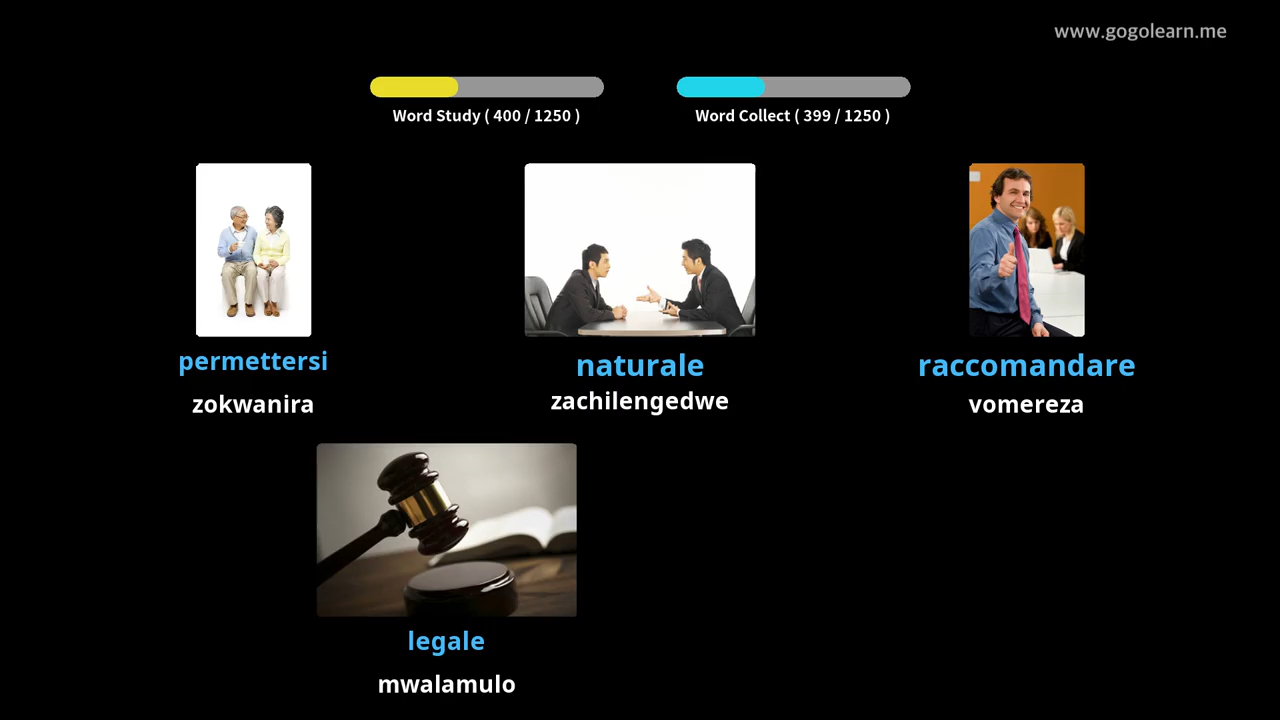 www.gogolearn.me
Word Study ( 400 / 1250 )
Word Collect ( 399 / 1250 )
permettersi
zokwanira
naturale
zachilengedwe
raccomandare
vomereza
legale
mwalamulo